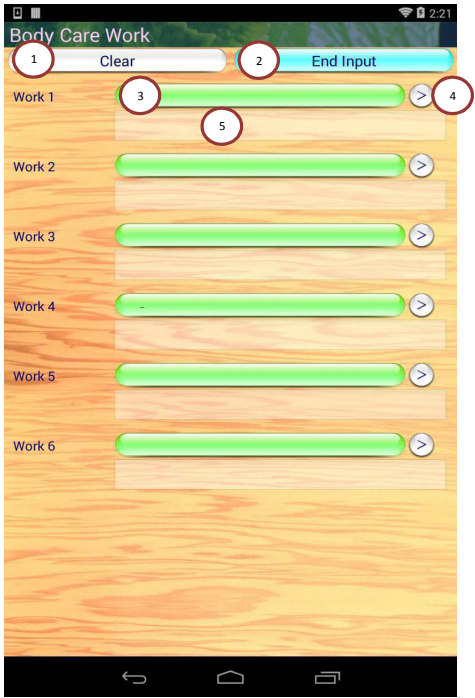 2:21
Body Care Work
1 Clear 2 End Input
Work 1 3 > 4
5
Work 2 >
Work 3 >
Work 4 – >
Work 5 >
Work 6 >